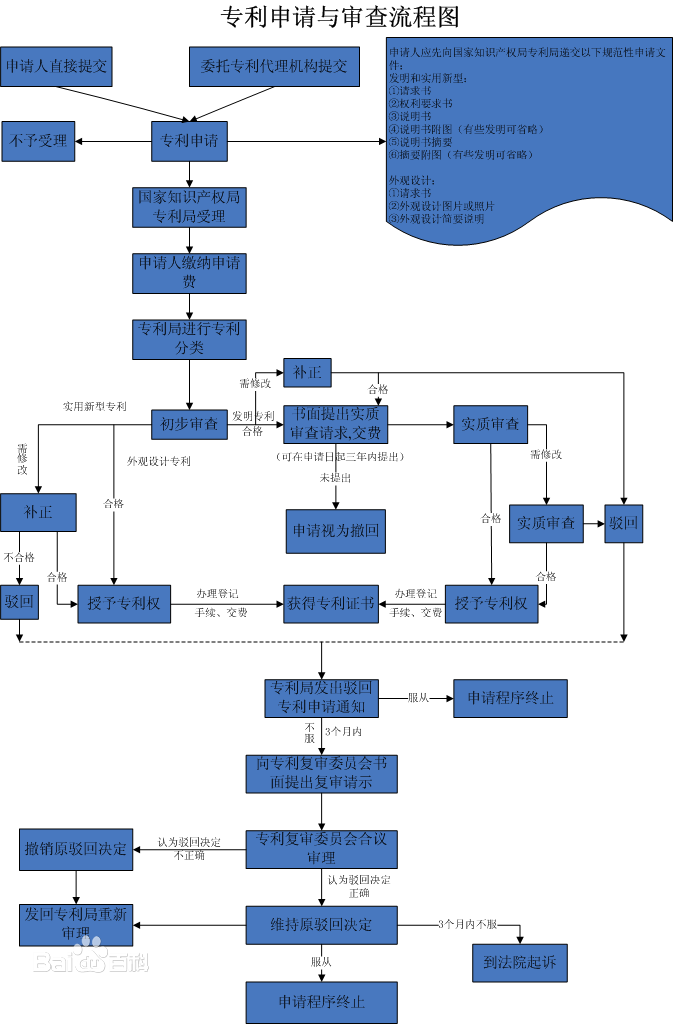 专利申请与审查流程图
申请人直接提交
委托专利代理机构提交
申请人应先向国家知识产权局专利局递交以下规范性申请文
件：
发明和实用新型：
①请求书
②权利要求书
③说明书
④说明书附图（有些发明可省略）
⑤说明书摘要
⑥摘要附图（有些发明可省略）
外观设计：
①请求书
②外观设计图片或照片
③外观设计简要说明
不予受理
专利申请
国家知识产权局
专利局受理
申请人缴纳申请
费
专利局进行专利
分类
补正
需修改
合格
实用新型专利
初步审查
发明专利
合格
书面提出实质
审查请求,交费
实质审查
（可在申请日起三年内提出）
需
修
改
外观设计专利
需修改
未提出
补正
合格
申请视为撤回
合格
实质审查
驳回
不合格
合格
合格
驳回
授予专利权
办理登记
手续、交费
获得专利证书
办理登记
手续、交费
授予专利权
专利局发出驳回
专利申请通知
服从
申请程序终止
不
服
3个月内
向专利复审委员会书
面提出复审请示
撤销原驳回决定
认为驳回决定
不正确
专利复审委员会合议
审理
认为驳回决定
正确
发回专利局重新
审理
维持原驳回决定
3个月内不服
到法院起诉
服从
申请程序终止
Bai百科